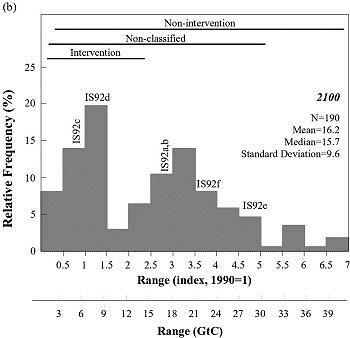 (b)
Non-intervention
Non-classified
Intervention
2100
N=190
Mean=16.2
Median=15.7
Standard Deviation=9.6
IS92c
IS92d
IS92a,b
IS92f
IS92e
Relative Frequency (%)
25
20
15
10
5
0
0.5 1 1.5 2 2.5 3 3.5 4 4.5 5 5.5 6 6.5 7
Range (index, 1990=1)
3 6 9 12 15 18 21 24 27 30 33 36 39
Range (GtC)